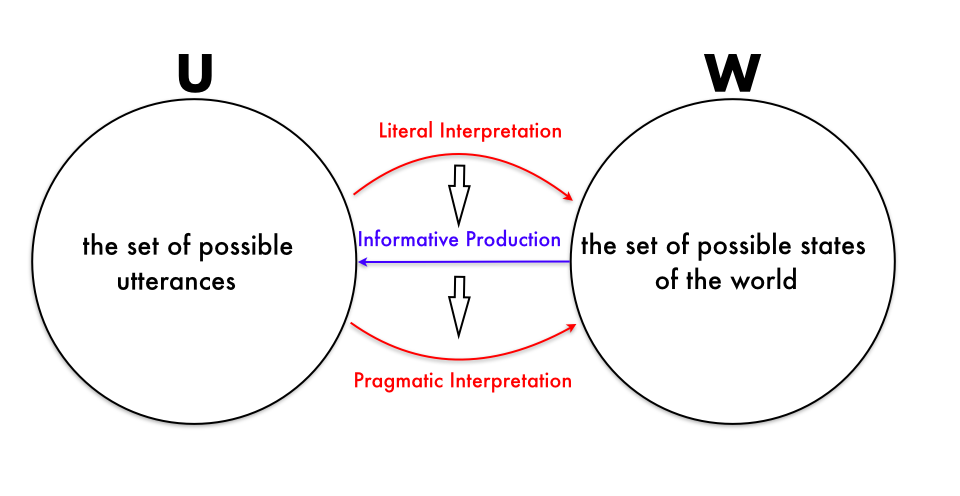 U
W
Literal Interpretation
Informative Production
the set of possible
utterances
the set of possible states
of the world
Pragmatic Interpretation